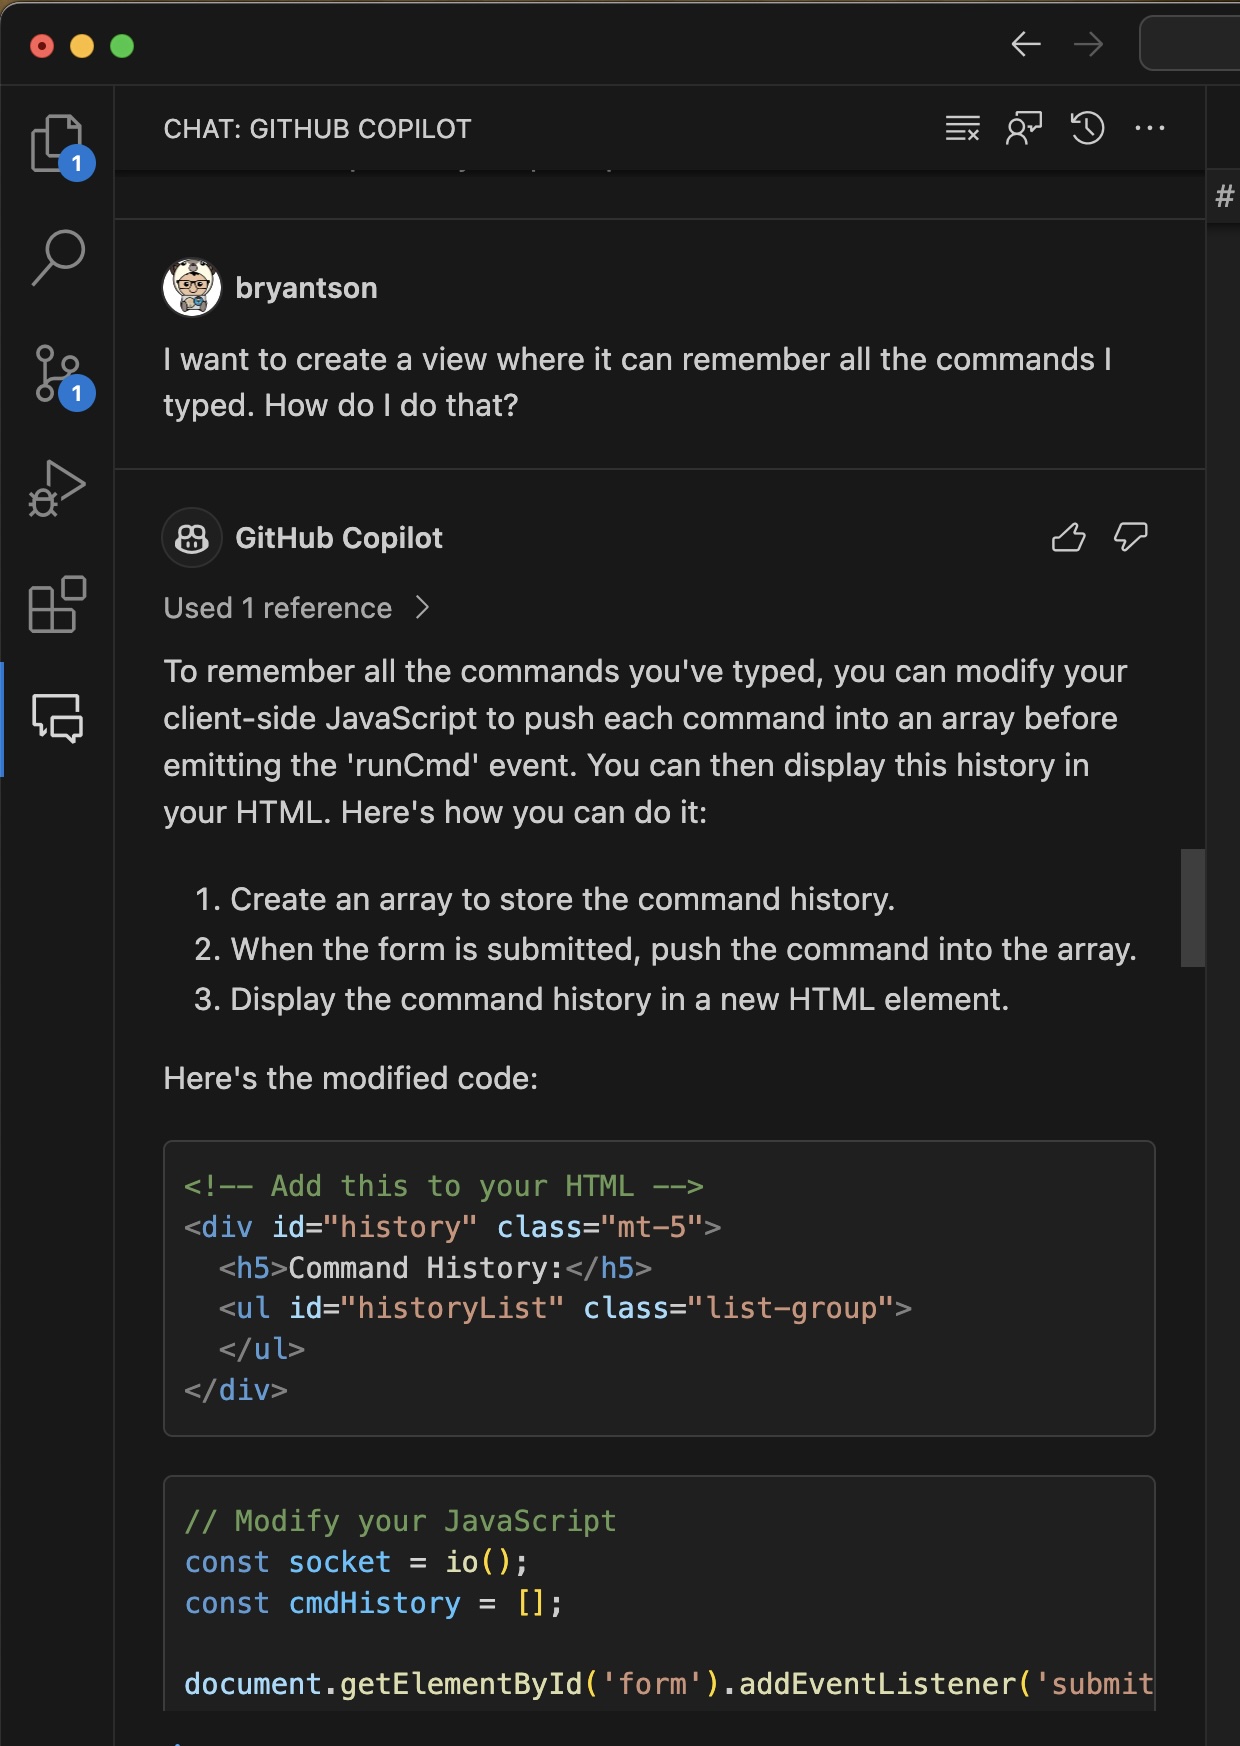 CHAT: GITHUB COPILOT
1
#
bryantson
I want to create a view where it can remember all the commands I
typed. How do I do that?
1
GitHub Copilot
Used 1 reference
To remember all the commands you've typed, you can modify your
client-side JavaScript to push each command into an array before
emitting the 'runCmd' event. You can then display this history in
your HTML. Here's how you can do it:
1. Create an array to store the command history.
2. When the form is submitted, push the command into the array.
3. Display the command history in a new HTML element.
Here's the modified code:
<!-- Add this to your HTML -->
<div id="history" class="mt-5">
  <h5>Command History:</h5>
  <ul id="historyList" class="list-group">
  </ul>
</div>
// Modify your JavaScript
const socket = io();
const cmdHistory = [];
document.getElementById('form').addEventListener('submit